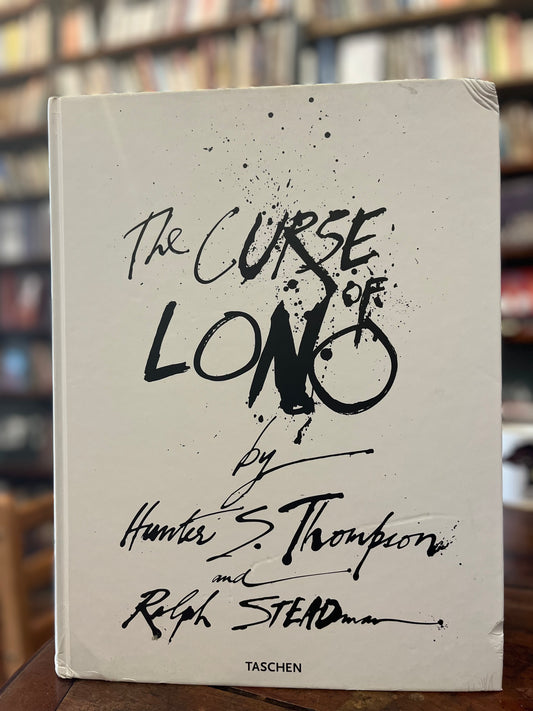 The CURSE
OF
LONO
by
Hunter S. Thompson
and
Ralph STEADman
TASCHEN